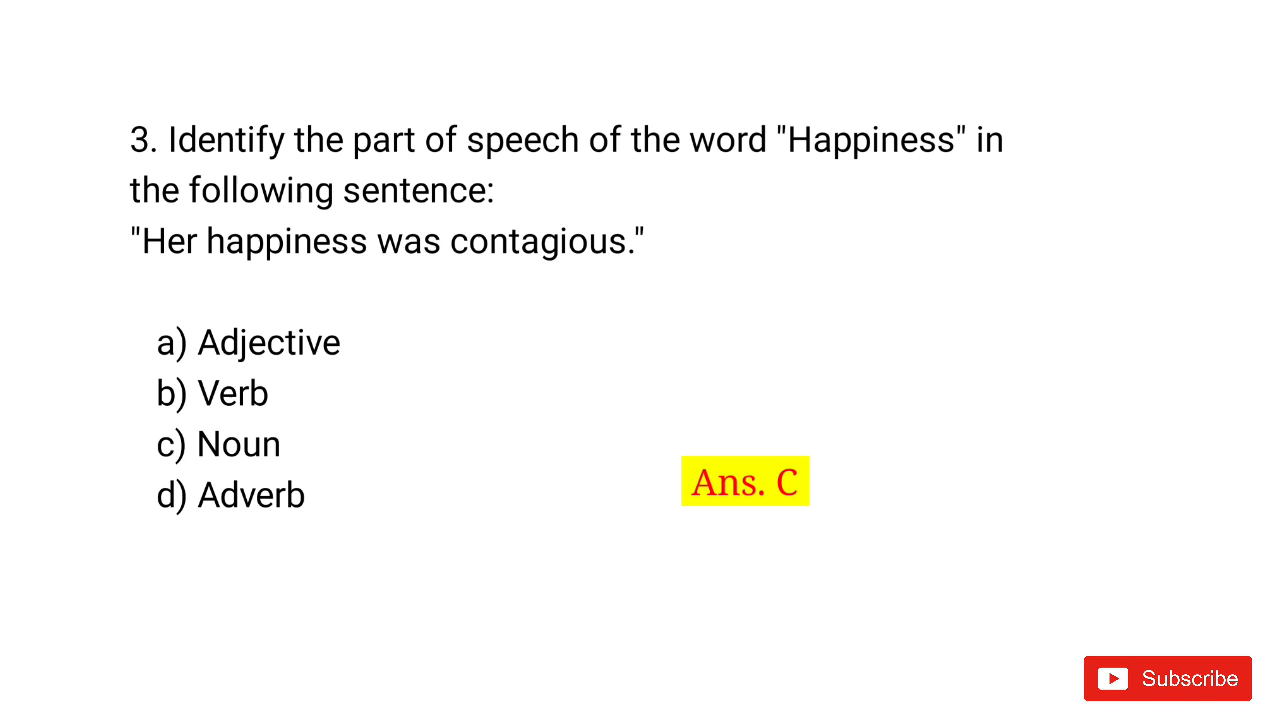 3. Identify the part of speech of the word "Happiness" in
the following sentence:
"Her happiness was contagious."
a) Adjective
b) Verb
c) Noun
d) Adverb
Ans. C
Subscribe